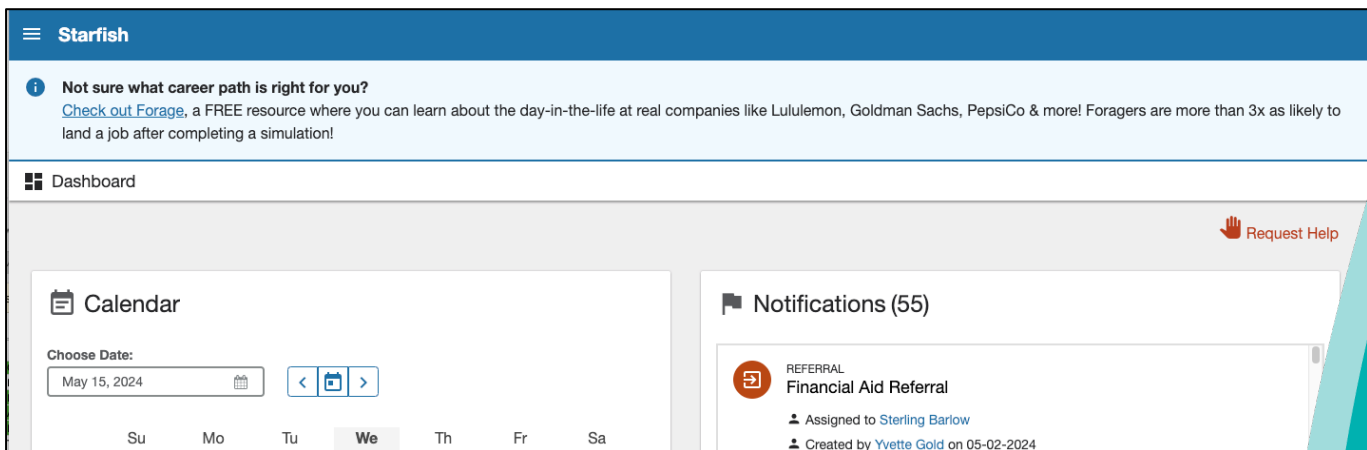 Starfish
Not sure what career path is right for you?
Check out Forage, a FREE resource where you can learn about the day-in-the-life at real companies like Lululemon, Goldman Sachs, PepsiCo & more! Foragers are more than 3x as likely to
land a job after completing a simulation!
Dashboard
Request Help
Calendar
Choose Date:
May 15, 2024
Su Mo Tu We Th Fr Sa
Notifications (55)
REFERRAL
Financial Aid Referral
Assigned to Sterling Barlow
Created by Yvette Gold on 05-02-2024